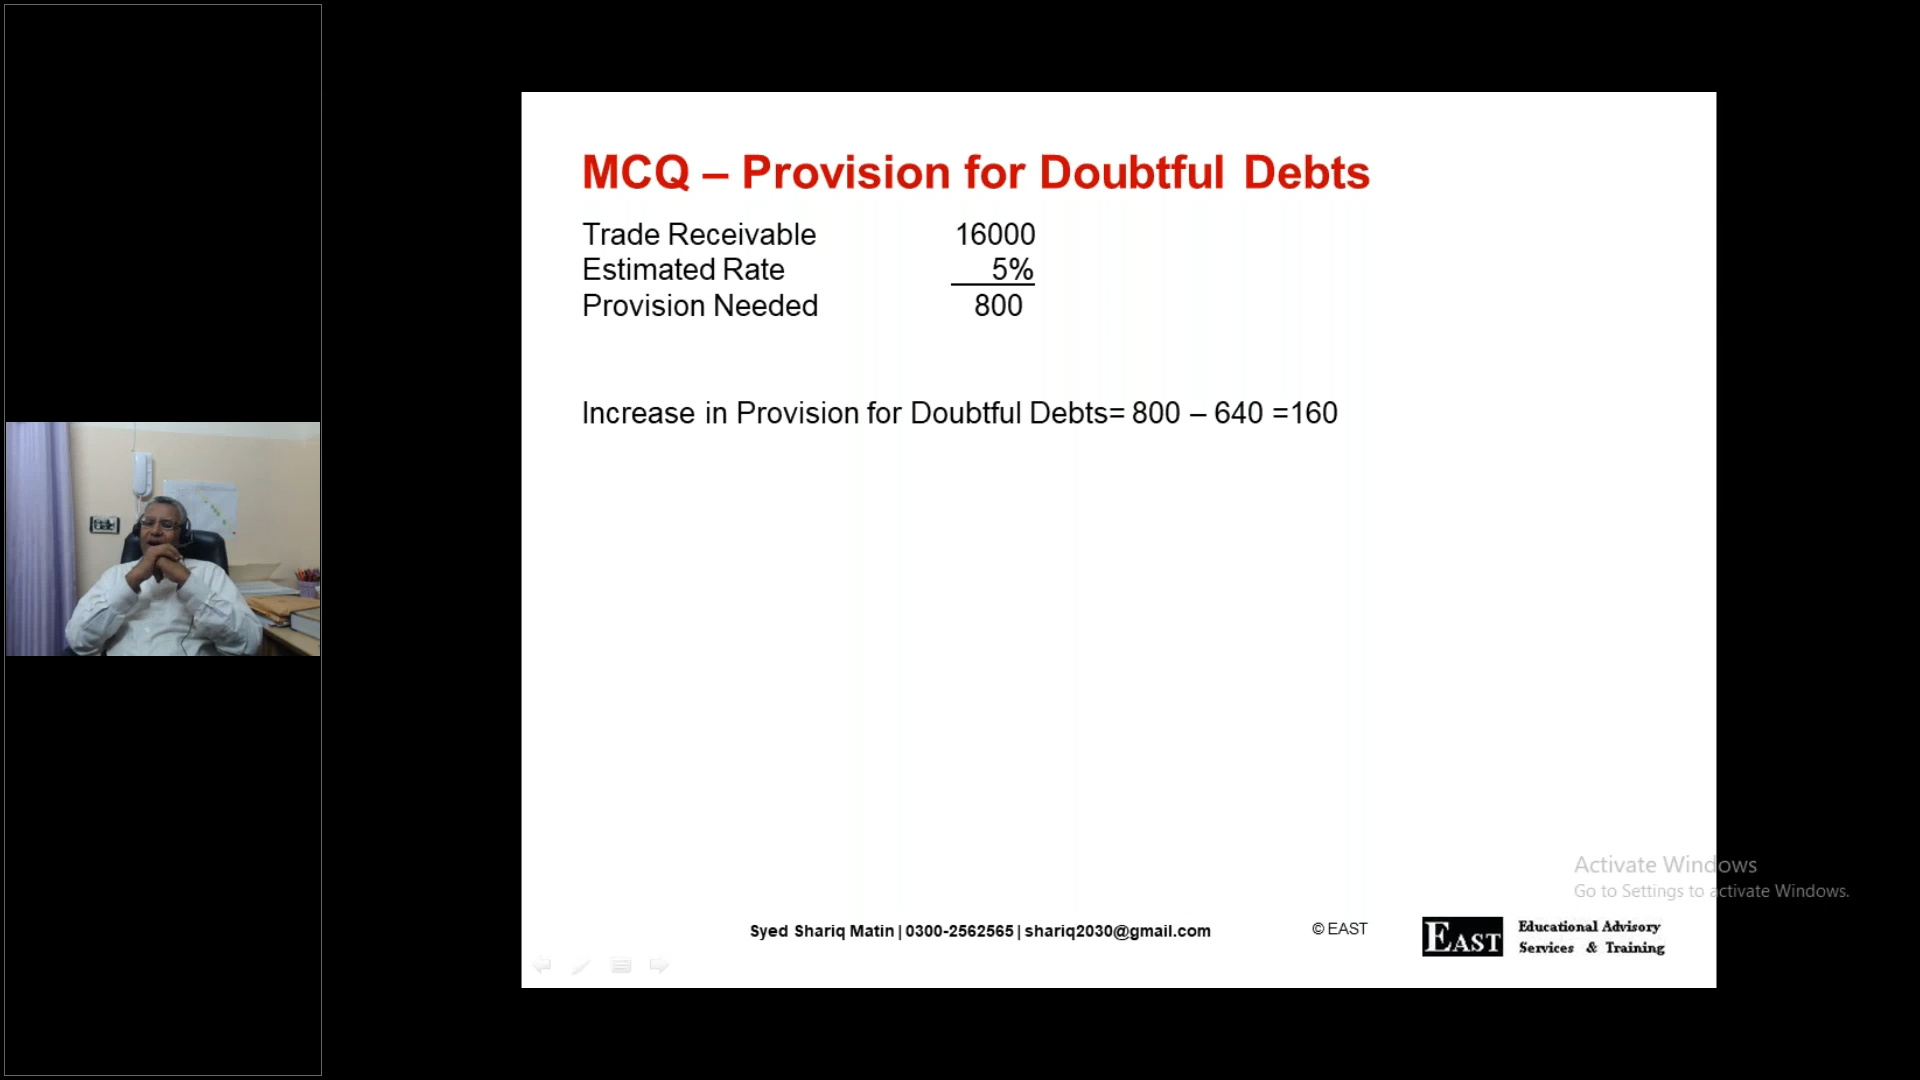 MCQ – Provision for Doubtful Debts
Trade Receivable 16000
Estimated Rate 5%
Provision Needed 800
Increase in Provision for Doubtful Debts= 800 – 640 =160
Activate Windows
Go to Settings to activate Windows.
Syed Shariq Matin | 0300-2562565 | shariq2030@gmail.com
© EAST
EAST
Educational Advisory
Services & Training